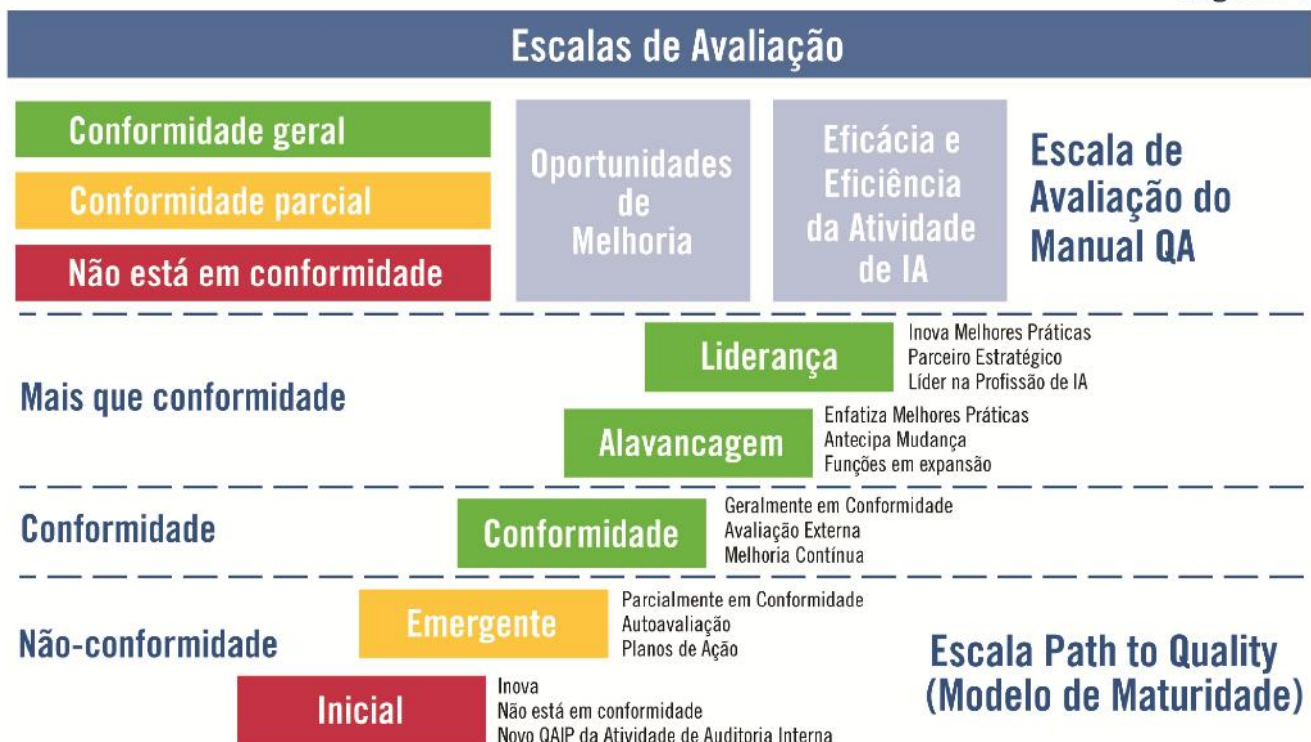 Escalas de Avaliação
Conformidade geral
Conformidade parcial
Não está em conformidade
Oportunidades
de
Melhoria
Eficácia e
Eficiência
da Atividade
de IA
Escala de
Avaliação do
Manual QA
Mais que conformidade
Liderança
Inova Melhores Práticas
Parceiro Estratégico
Líder na Profissão de IA
Alavancagem
Enfatiza Melhores Práticas
Antecipa Mudança
Funções em expansão
Conformidade
Conformidade
Geralmente em Conformidade
Avaliação Externa
Melhoria Contínua
Não-conformidade
Emergente
Parcialmente em Conformidade
Autoavaliação
Planos de Ação
Inicial
Inova
Não está em conformidade
Novo QAIP da Atividade de Auditoria Interna
Escala Path to Quality
(Modelo de Maturidade)